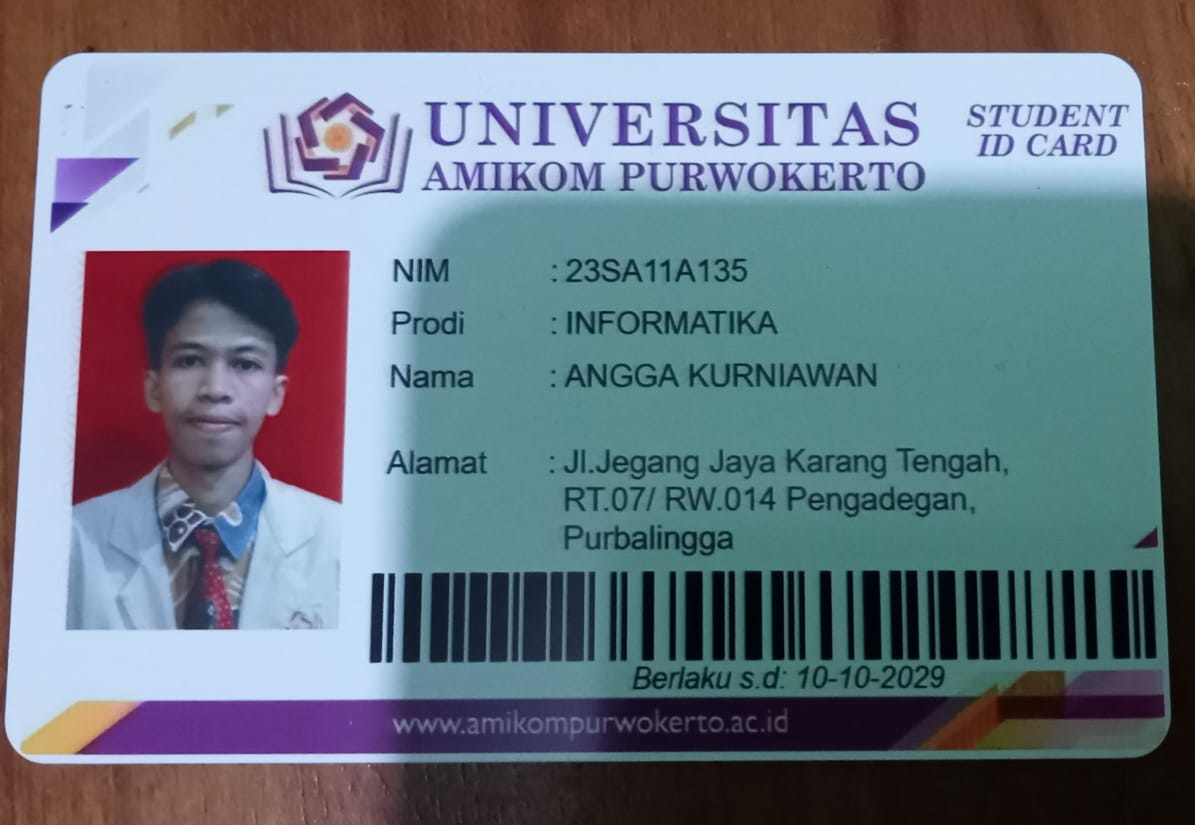 UNIVERSITAS
AMIKOM PURWOKERTO
STUDENT
ID CARD
NIM : 23SA11A135
Prodi : INFORMATIKA
Nama : ANGGA KURNIAWAN
Alamat : Jl.Jegang Jaya Karang Tengah,
RT.07/ RW.014 Pengadegan,
Purbalingga
Berlaku s.d: 10-10-2029
www.amikompurwokerto.ac.id